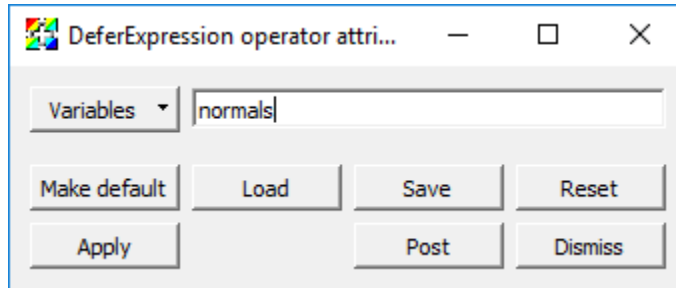 DeferExpression operator attri...
Variables normals
Make default Load Save Reset
Apply Post Dismiss